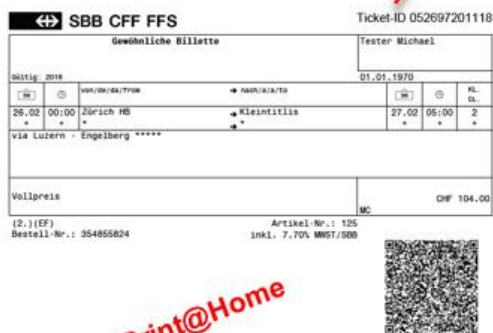 SBB CFF FFS
Ticket-ID 052697201118
Gewöhnliche Billette
Tester Michael
Gültig: 2016
01.01.1970
von/de/da/from → nach/a/a/to
KL.
CL.
26.02 00:00 Zürich HB → Kleintitlis 27.02 05:00 2
* * * → * * * *
via Luzern - Engelberg *****
Vollpreis
CHF 104.00
MC
(2.)(EF)
Artikel-Nr.: 125
Bestell-Nr.: 354855824
inkl. 7.70% MWST/SBB
Print@Home